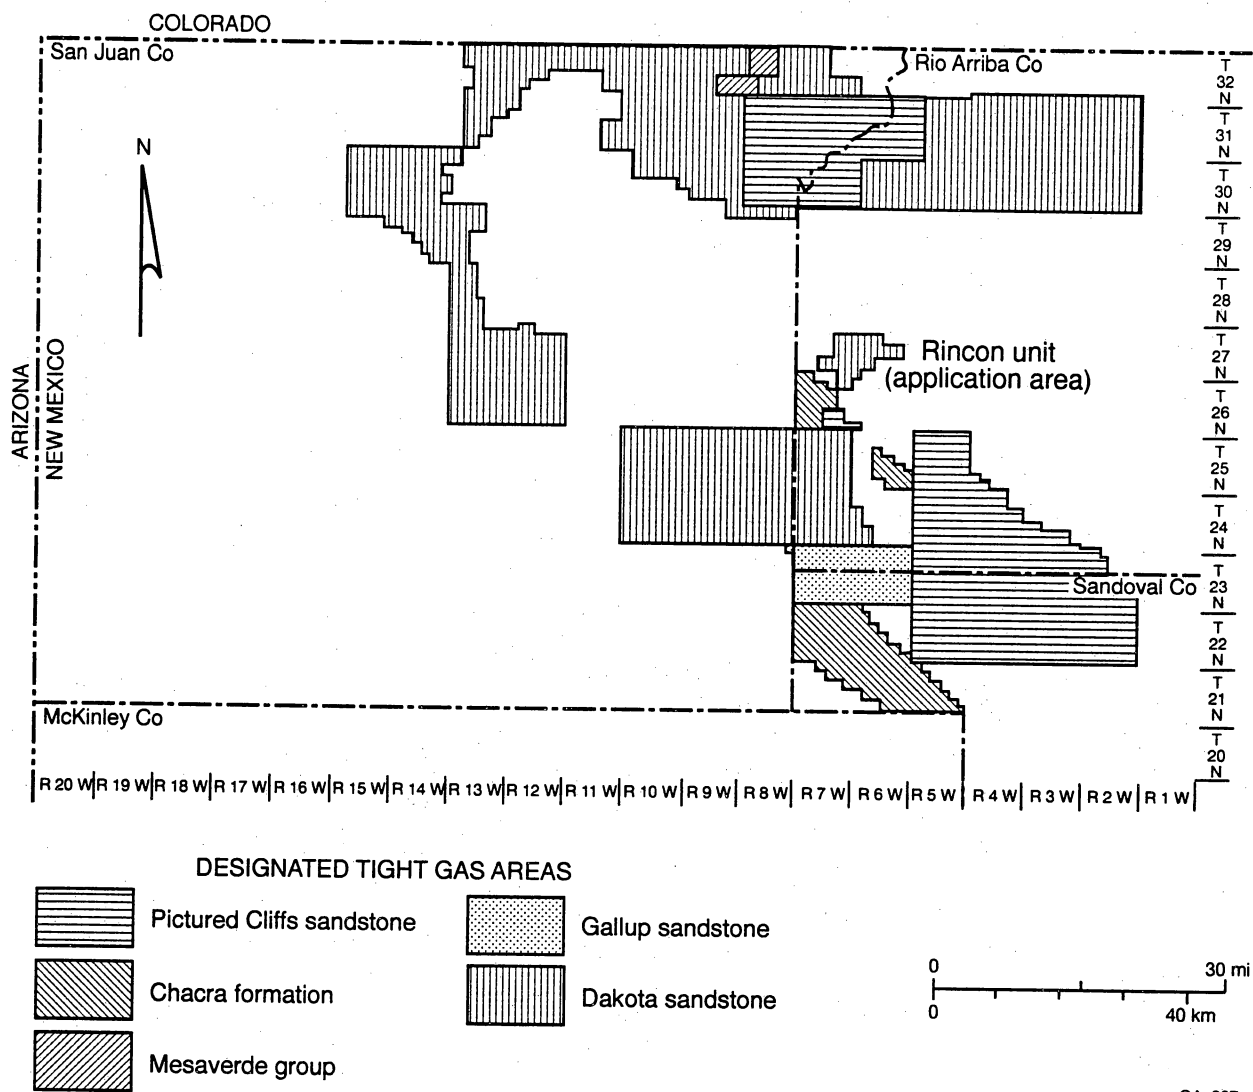 COLORADO
San Juan Co
Rio Arriba Co
N
ARIZONA
NEW MEXICO
Rincon unit
(application area)
Sandoval Co
McKinley Co
T
32
N
T
31
N
T
30
N
T
29
N
T
28
N
T
27
N
T
26
N
T
25
N
T
24
N
T
23
N
T
22
N
T
21
N
T
20
N
R 20 W R 19 W R 18 W R 17 W R 16 W R 15 W R 14 W R 13 W R 12 W R 11 W R 10 W R 9 W R 8 W R 7 W R 6 W R 5 W R 4 W R 3 W R 2 W R 1 W
DESIGNATED TIGHT GAS AREAS
Pictured Cliffs sandstone
Chacra formation
Mesaverde group
Gallup sandstone
Dakota sandstone
0 30 mi
0 40 km